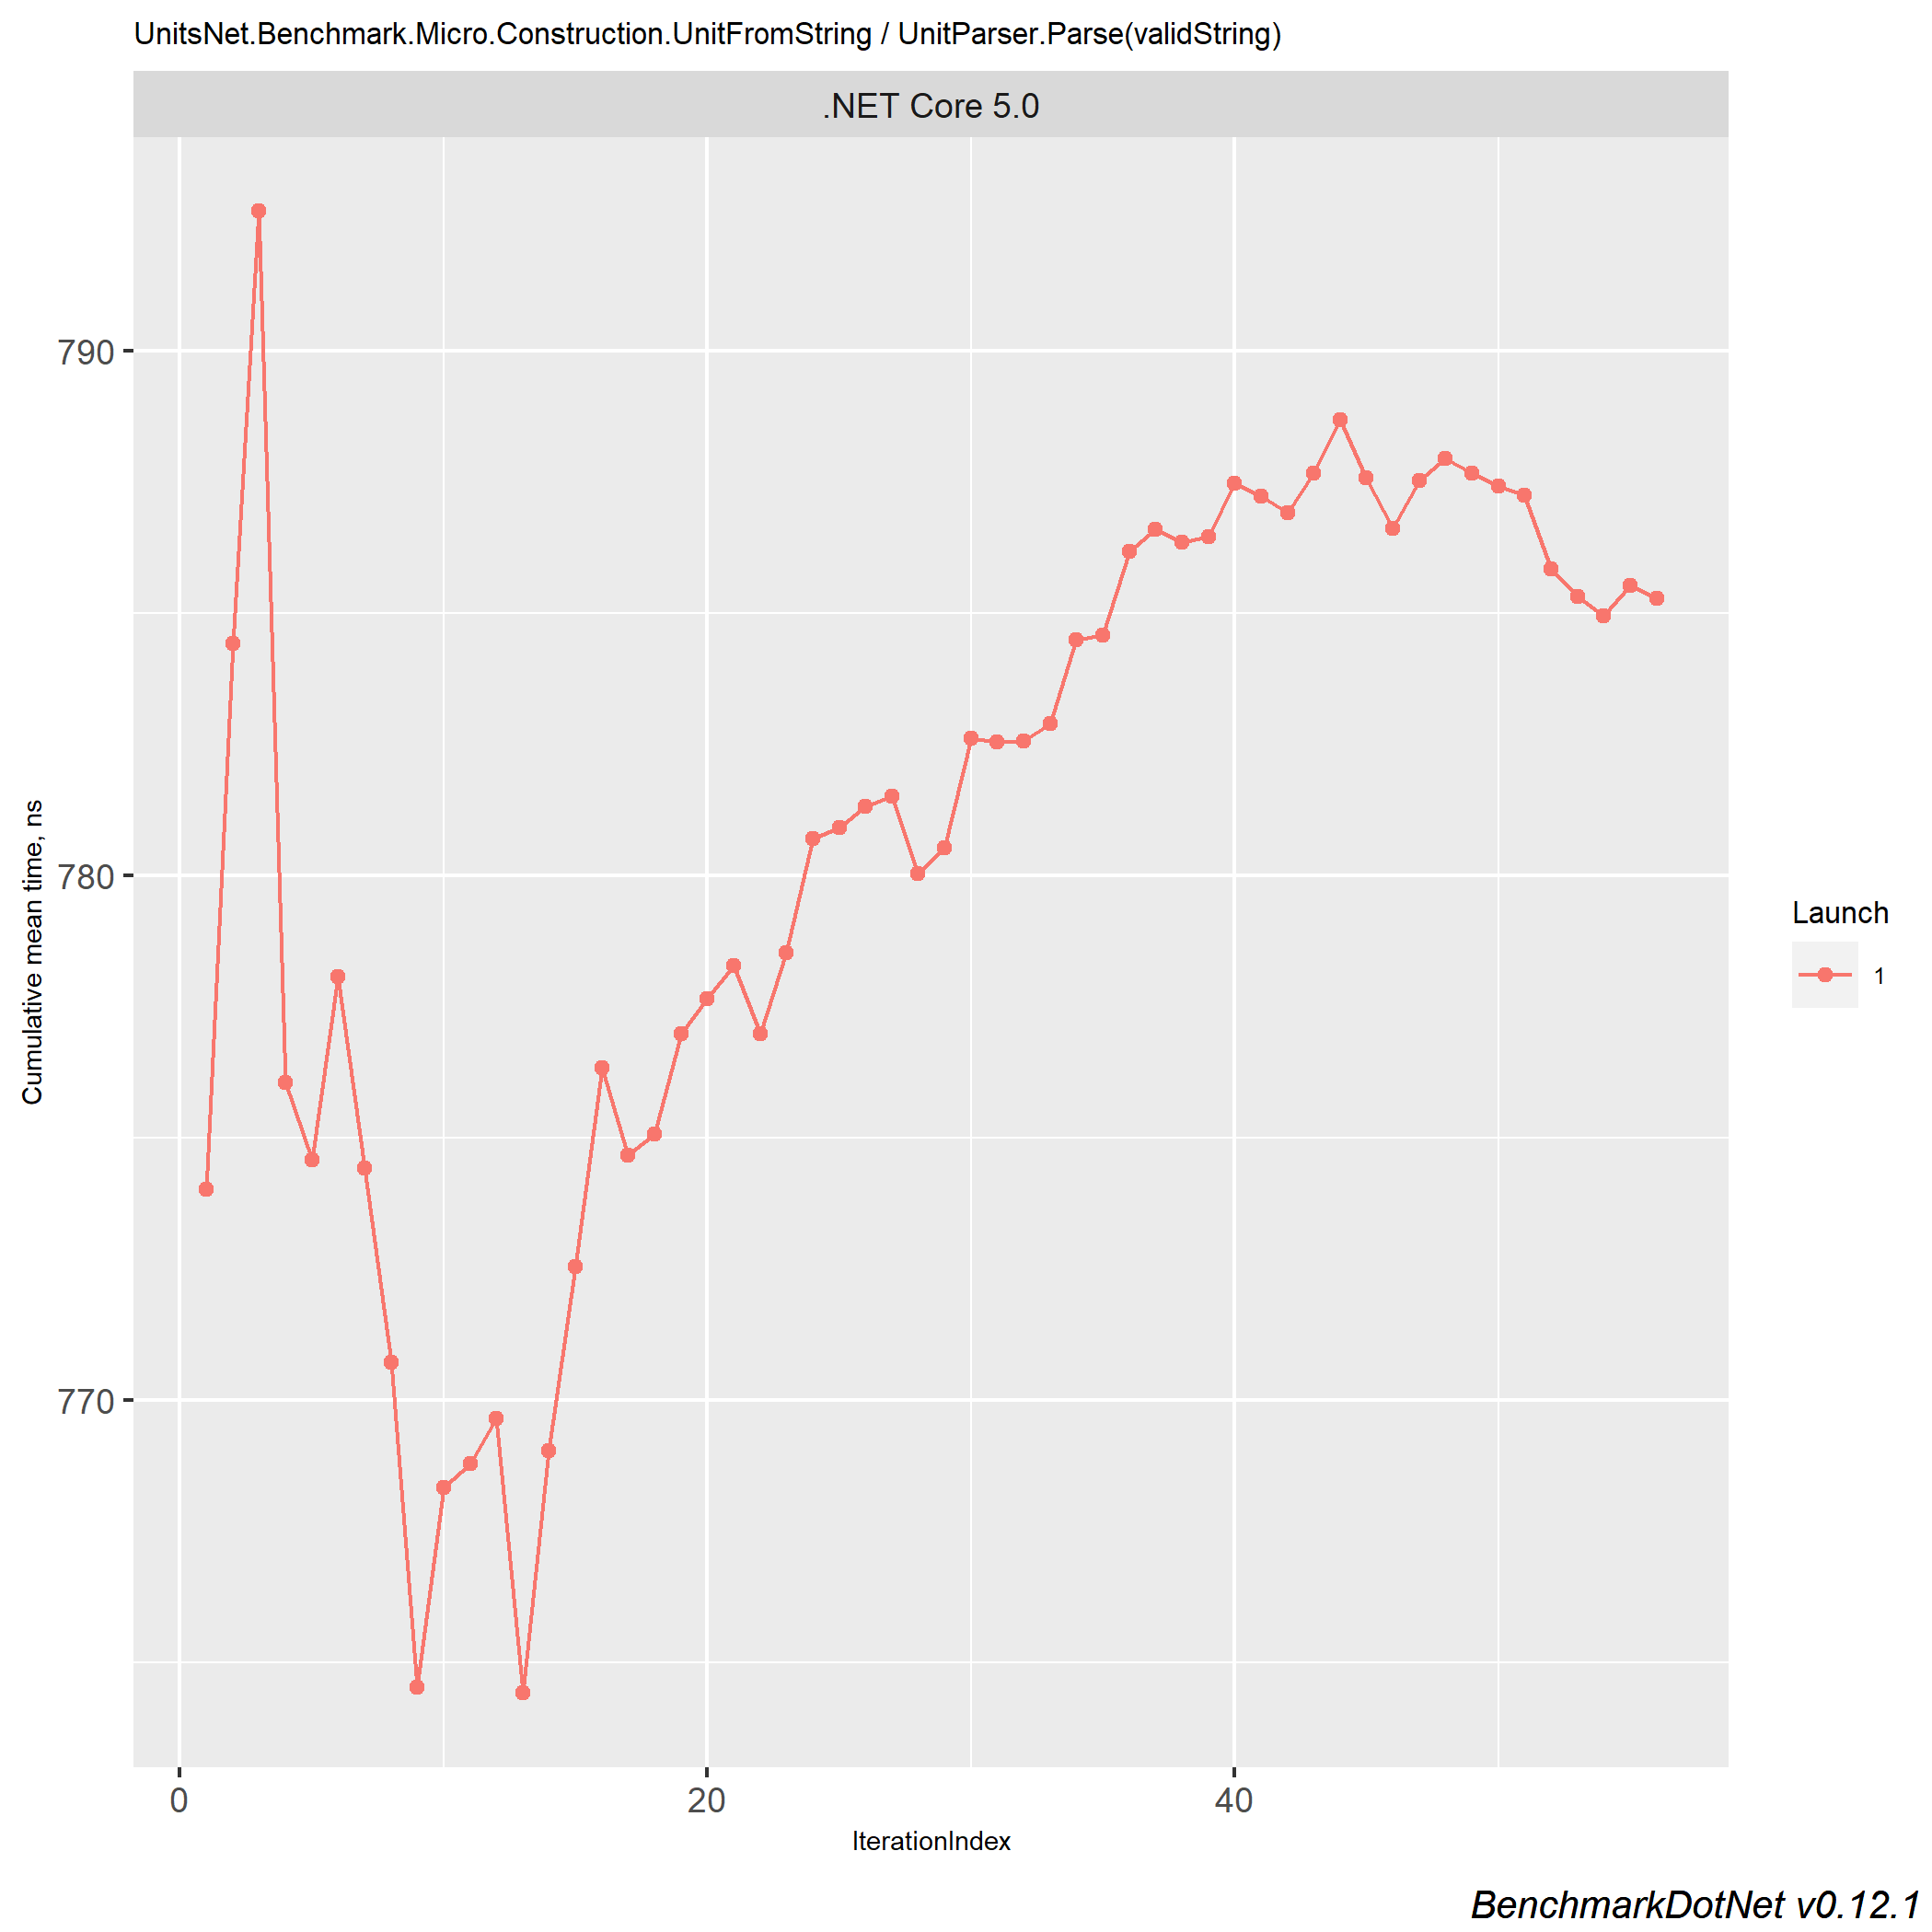 UnitsNet.Benchmark.Micro.Construction.UnitFromString / UnitParser.Parse(validString)
.NET Core 5.0
790
780
770
Cumulative mean time, ns
0 20 40
IterationIndex
Launch
1
BenchmarkDotNet v0.12.1